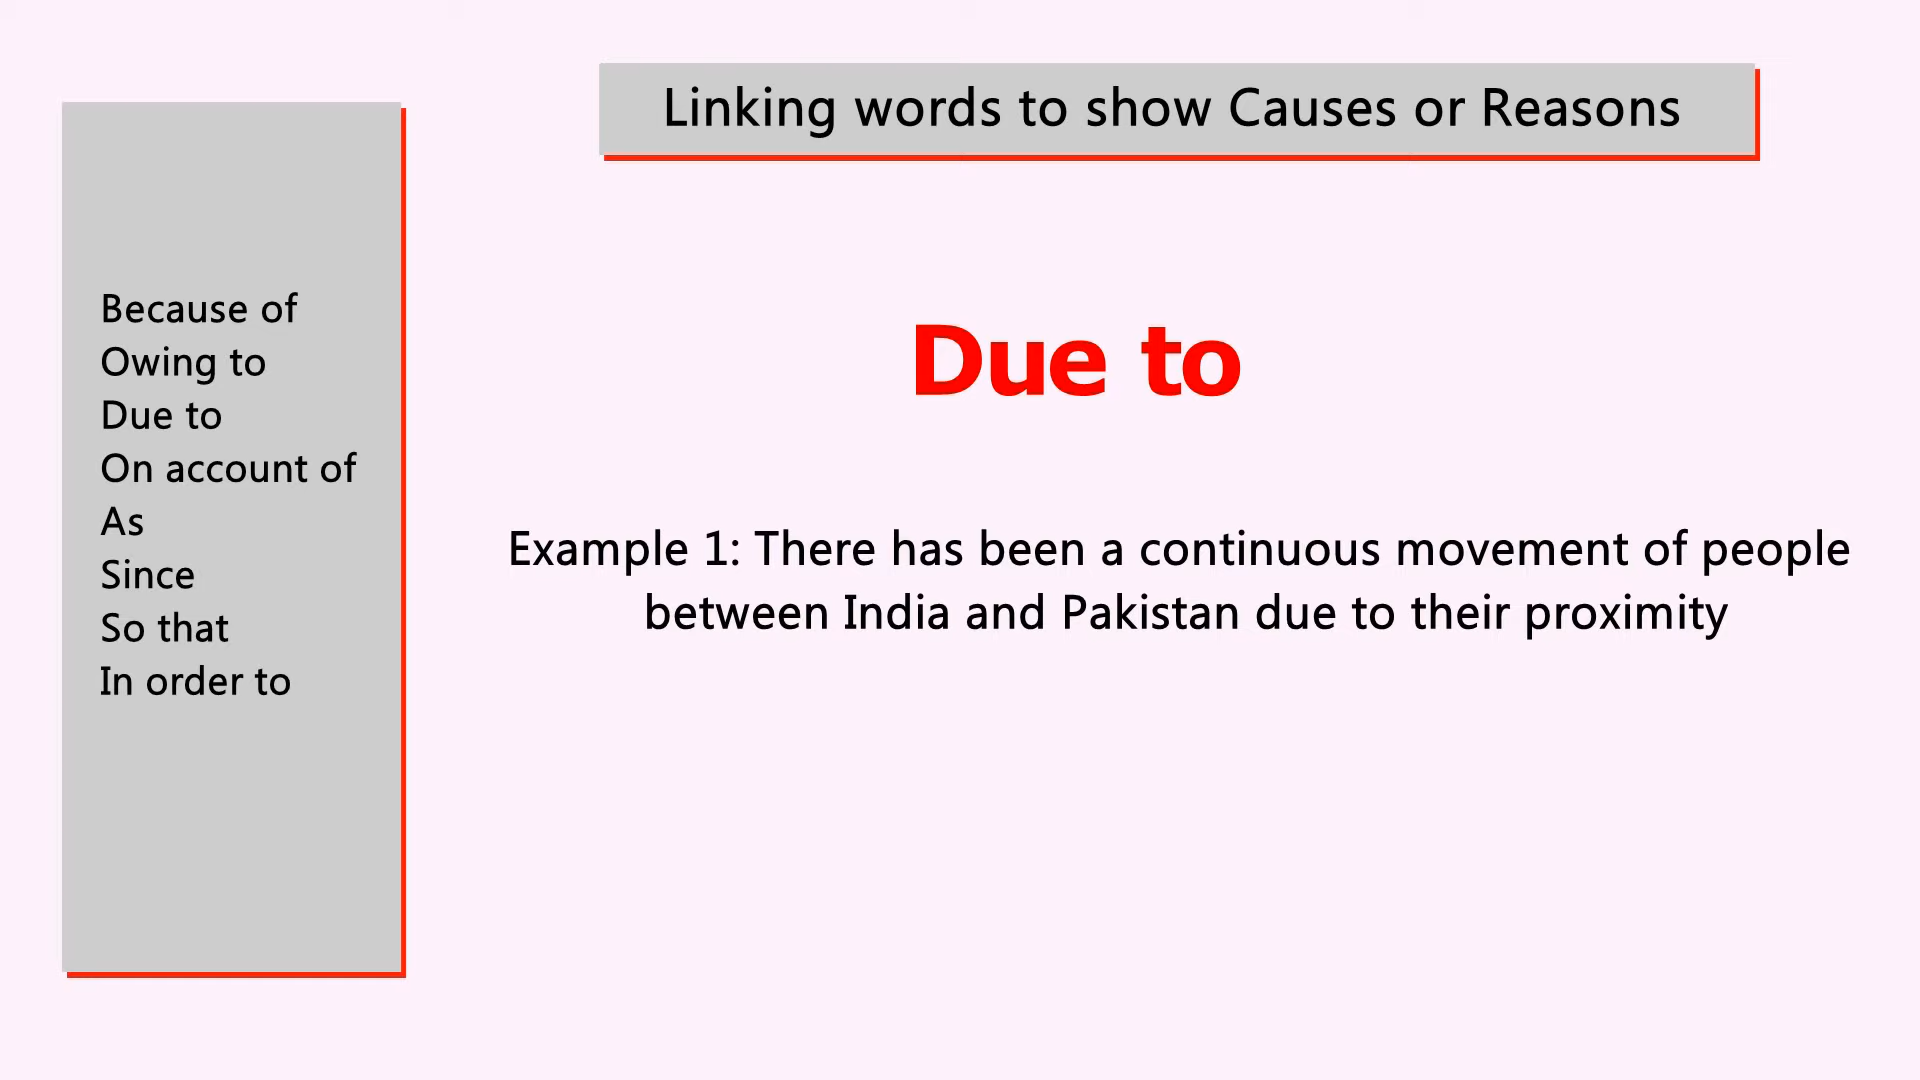 Linking words to show Causes or Reasons
Because of
Owing to
Due to
On account of
As
Since
So that
In order to
Due to
Example 1: There has been a continuous movement of people
between India and Pakistan due to their proximity